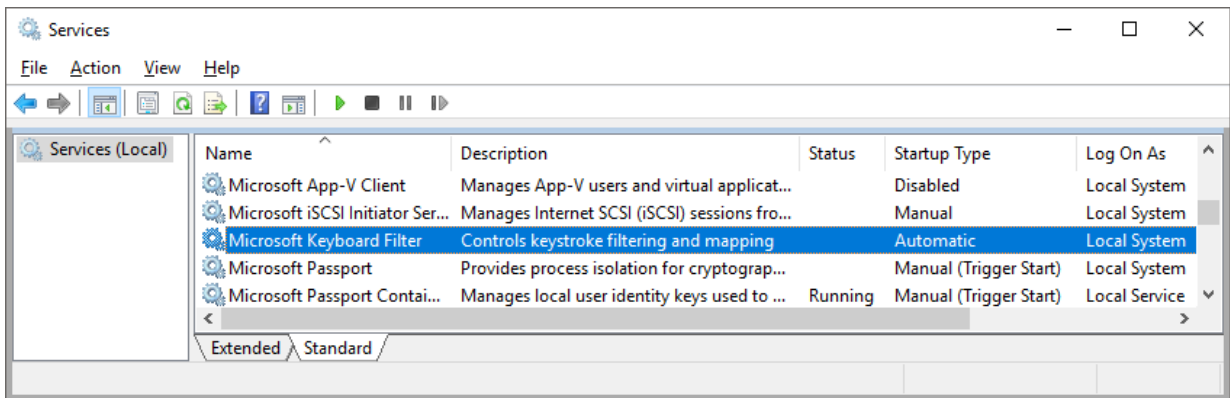 Services
File Action View Help
Services (Local)
Name Description Status Startup Type Log On As
Microsoft App-V Client Manages App-V users and virtual applicat... Disabled Local System
Microsoft iSCSI Initiator Ser... Manages Internet SCSI (iSCSI) sessions fro... Manual Local System
Microsoft Keyboard Filter Controls keystroke filtering and mapping Automatic Local System
Microsoft Passport Provides process isolation for cryptograp... Manual (Trigger Start) Local System
Microsoft Passport Contai... Manages local user identity keys used to ... Running Manual (Trigger Start) Local Service
Extended Standard